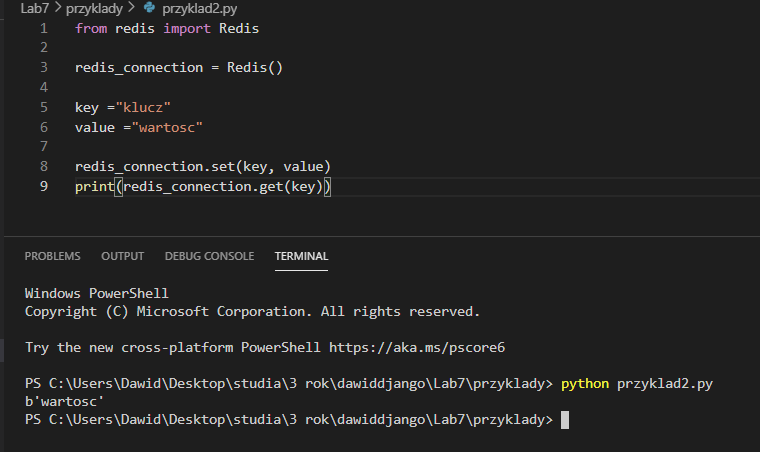 Lab7 > przyklady > przyklad2.py
1 from redis import Redis
2
3 redis_connection = Redis()
4
5 key ="klucz"
6 value ="wartosc"
7
8 redis_connection.set(key, value)
9 print(redis_connection.get(key))
PROBLEMS OUTPUT DEBUG CONSOLE TERMINAL
Windows PowerShell
Copyright (C) Microsoft Corporation. All rights reserved.
Try the new cross-platform PowerShell https://aka.ms/pscore6
PS C:\Users\Dawid\Desktop\studia\3 rok\dawiddjango\Lab7\przyklady> python przyklad2.py
b'wartosc'
PS C:\Users\Dawid\Desktop\studia\3 rok\dawiddjango\Lab7\przyklady>